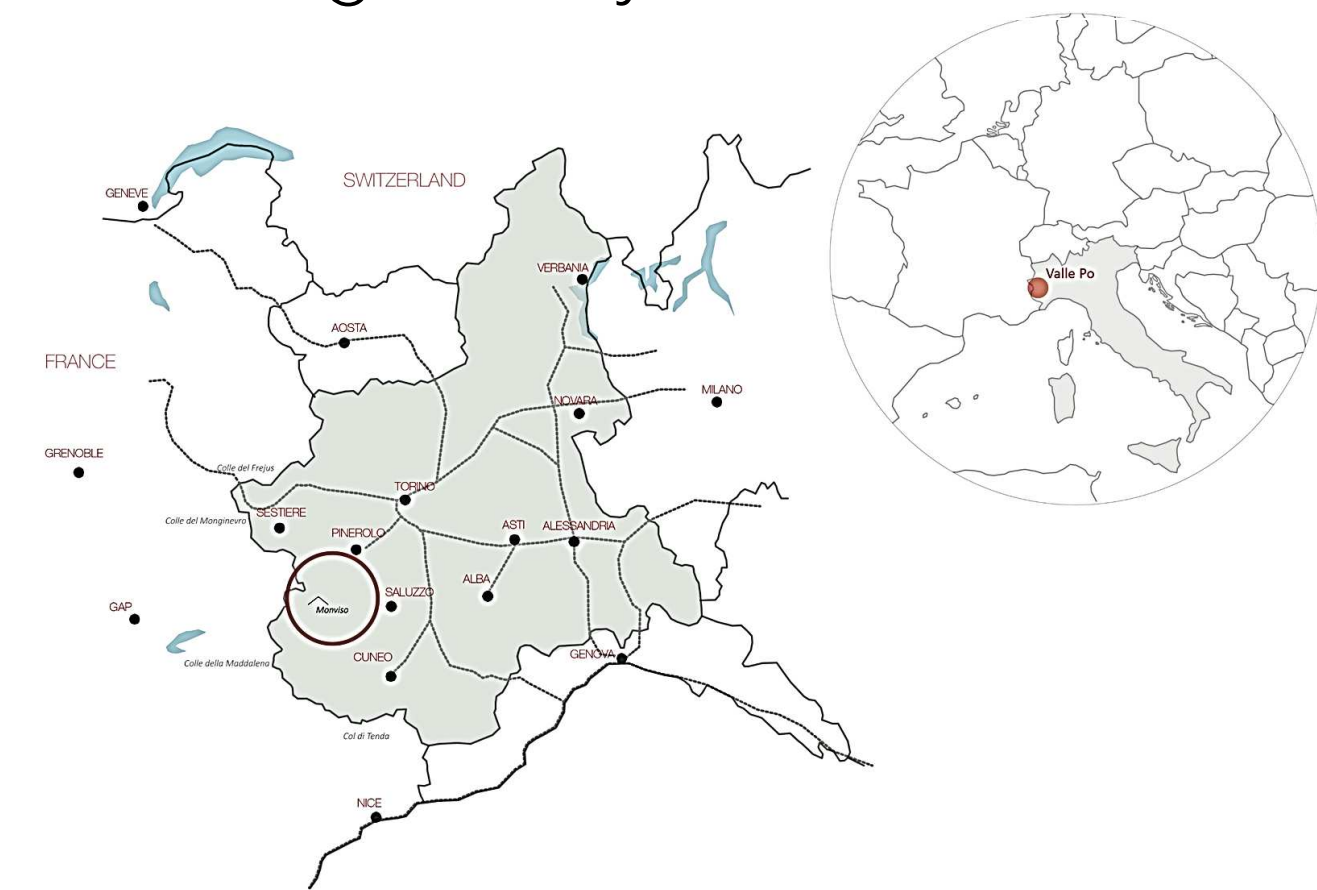 SWITZERLAND
GENEVE
VERBANIA
Valle Po
AOSTA
FRANCE
MILANO
NOVARA
GRENOBLE
Colle del Frejus
TORINO
SESTIERE
Colle del Monginevro
PINEROLO
ASTI
ALESSANDRIA
ALBA
SALUZZO
GAP
Monviso
Colle della Maddalena
CUNEO
GENOVA
Col di Tenda
NICE